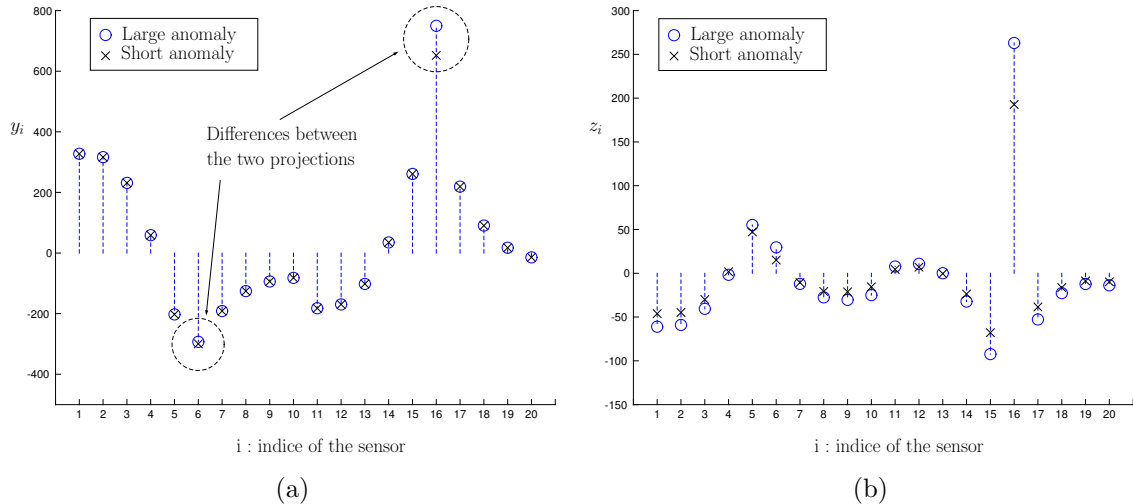 800
600
400
200
0
-200
-400
y_i
Large anomaly
Short anomaly
Differences between
the two projections
1 2 3 4 5 6 7 8 9 10 11 12 13 14 15 16 17 18 19 20
i : indice of the sensor
(a)
300
250
200
150
100
50
0
-50
-100
-150
z_i
Large anomaly
Short anomaly
1 2 3 4 5 6 7 8 9 10 11 12 13 14 15 16 17 18 19 20
i : indice of the sensor
(b)